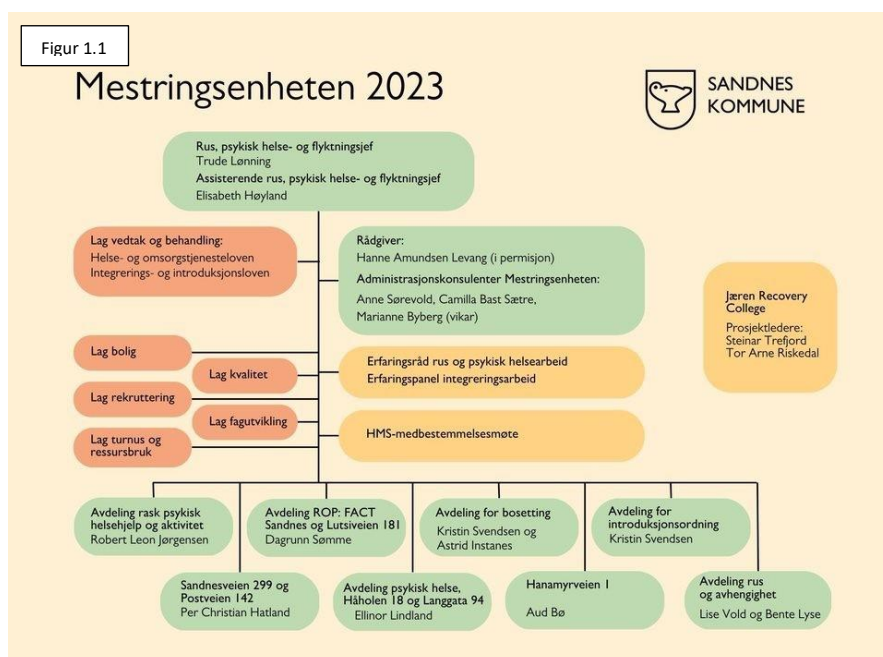 Figur 1.1
Mestringsenheten 2023
SANDNES
KOMMUNE
Rus, psykisk helse- og flyktningsjef
Trude Lønning
Assisterende rus, psykisk helse- og flyktningsjef
Elisabeth Høyland
Lag vedtak og behandling:
Helse- og omsorgstjenesteloven
Integrerings- og introduksjonsloven
Rådgiver:
Hanne Amundsen Levang (i permisjon)
Administrasjonskonsulenter Mestringsenheten:
Anne Sørevold, Camilla Bast Sætre,
Marianne Byberg (vikar)
Jæren Recovery
College
Prosjektledere:
Steinar Trefjord
Tor Arne Riskedal
Lag bolig
Lag kvalitet
Lag rekruttering
Lag fagutvikling
Lag turnus og
ressursbruk
Erfaringsråd rus og psykisk helsearbeid
Erfaringspanel integreringsarbeid
HMS-medbestemmelsesmøte
Avdeling rask psykisk
helsehjelp og aktivitet
Robert Leon Jørgensen
Avdeling ROP: FACT
Sandnes og Lutsiveien 181
Dagrunn Sømme
Avdeling for bosetting
Kristin Svendsen og
Astrid Instanes
Avdeling for
introduksjonsordning
Kristin Svendsen
Sandnesveien 299 og
Postveien 142
Per Christian Hatland
Avdeling psykisk helse,
Håholen 18 og Langgata 94
Ellinor Lindland
Hanamyrveien 1
Aud Bø
Avdeling rus
og avhengighet
Lise Vold og Bente Lyse